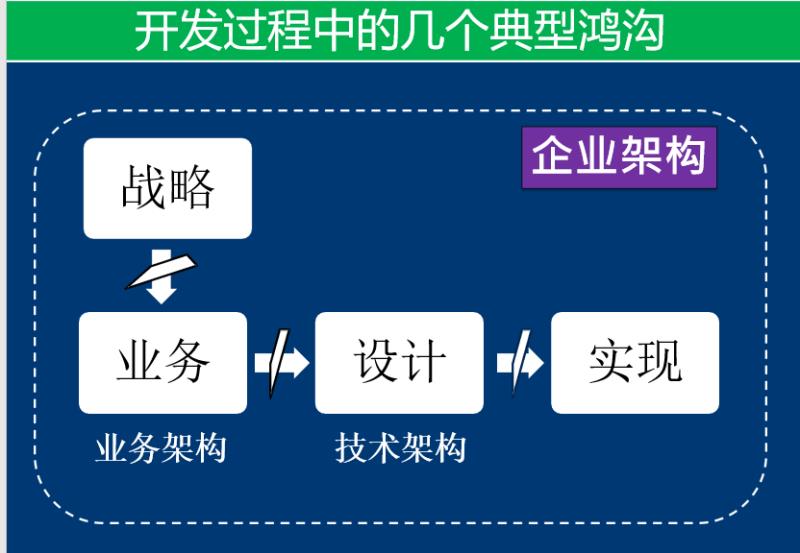 开发过程中的几个典型鸿沟
企业架构
战略
业务
设计
实现
业务架构
技术架构